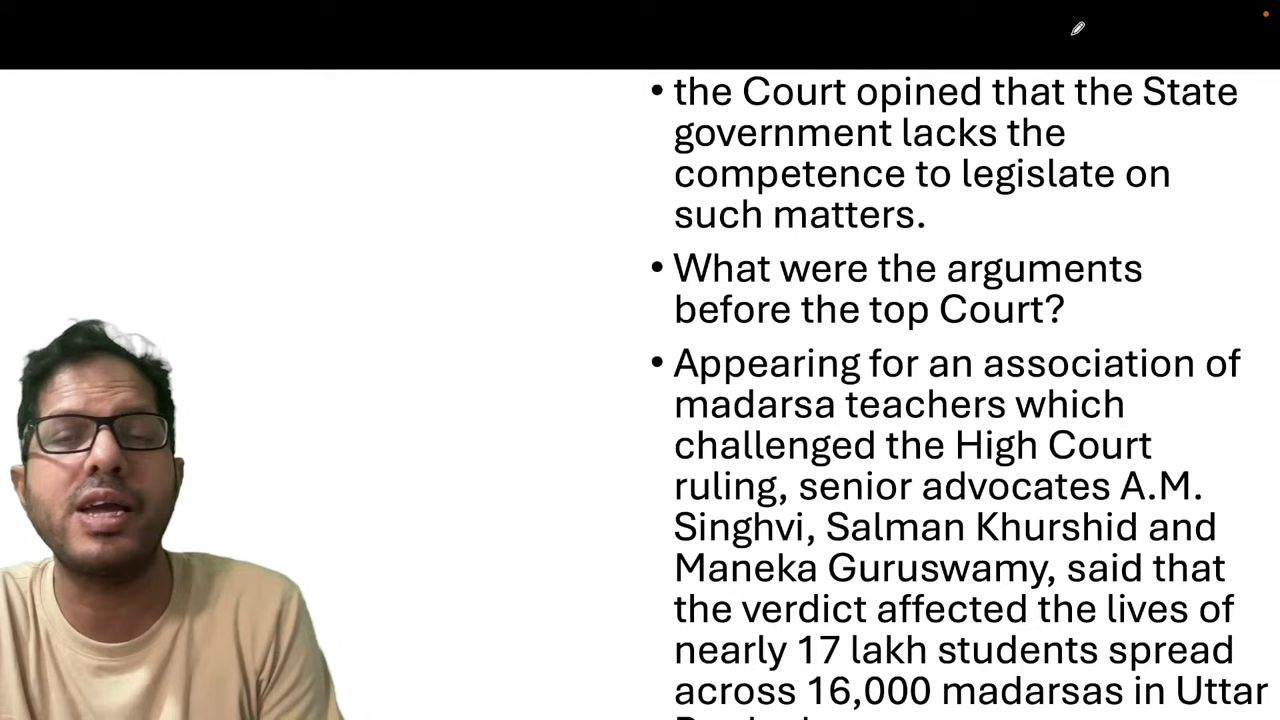 • the Court opined that the State
government lacks the
competence to legislate on
such matters.
• What were the arguments
before the top Court?
• Appearing for an association of
madarsa teachers which
challenged the High Court
ruling, senior advocates A.M.
Singhvi, Salman Khurshid and
Maneka Guruswamy, said that
the verdict affected the lives of
nearly 17 lakh students spread
across 16,000 madarsas in Uttar